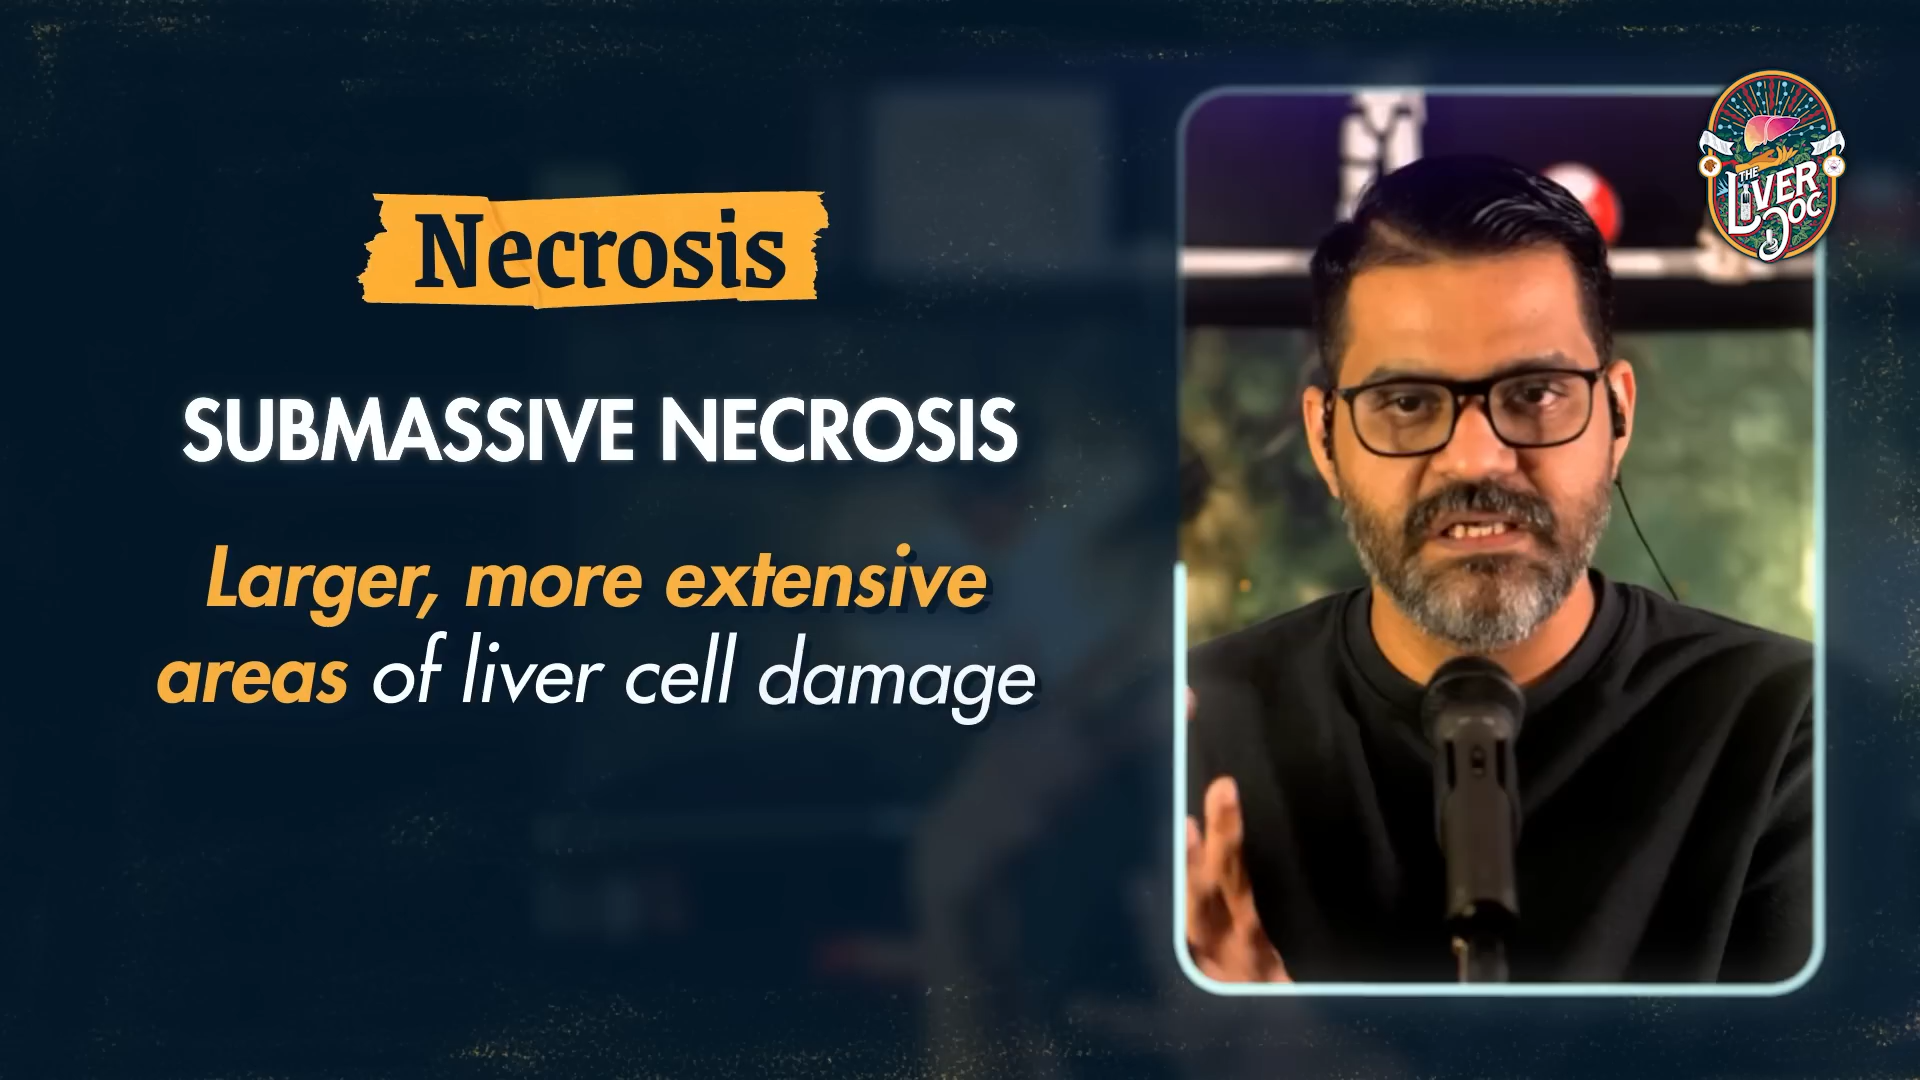 Necrosis
SUBMASSIVE NECROSIS
Larger, more extensive
areas of liver cell damage
THE
LIVER
DOC